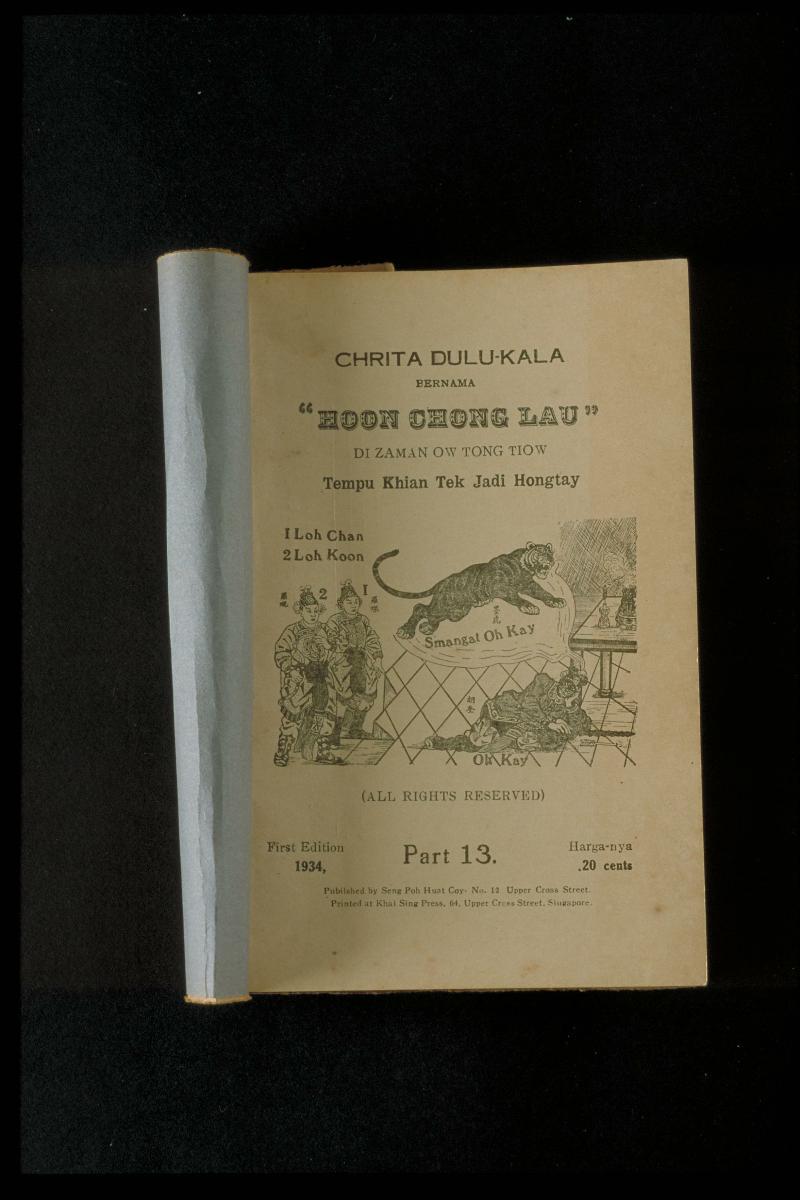 CHRITA DULU-KALA
BERNAMA
“HOON CHONG LAU”
DI ZAMAN OW TONG TIOW
Tempu Khian Tek Jadi Hongtay
1 Loh Chan
2 Loh Koon
2
1
Smangat Oh Kay
Oh Kay
(ALL RIGHTS RESERVED)
First Edition
1934,
Part 13.
Harga-nya
.20 cents
Published by Seng Poh Huat Coy. No. 12 Upper Cross Street.
Printed at Khai Sing Press, 64, Upper Cross Street, Singapore.